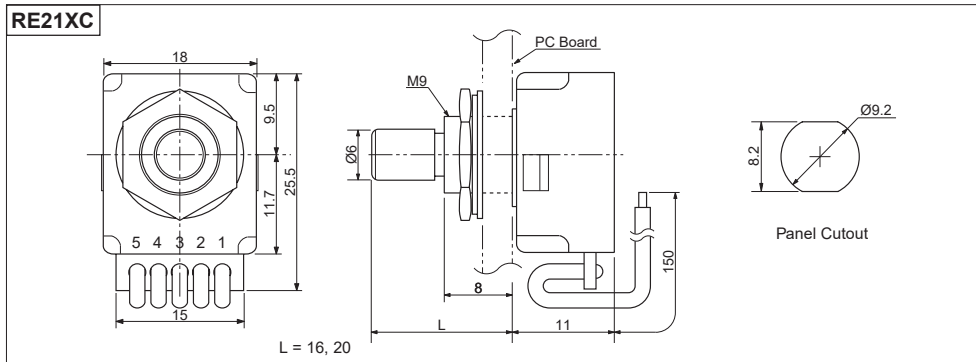 RE21XC
18
9.5
25.5
11.7
5 4 3 2 1
15
L = 16, 20
PC Board
M9
Ø6
8
L
11
150
Ø9.2
8.2
Panel Cutout